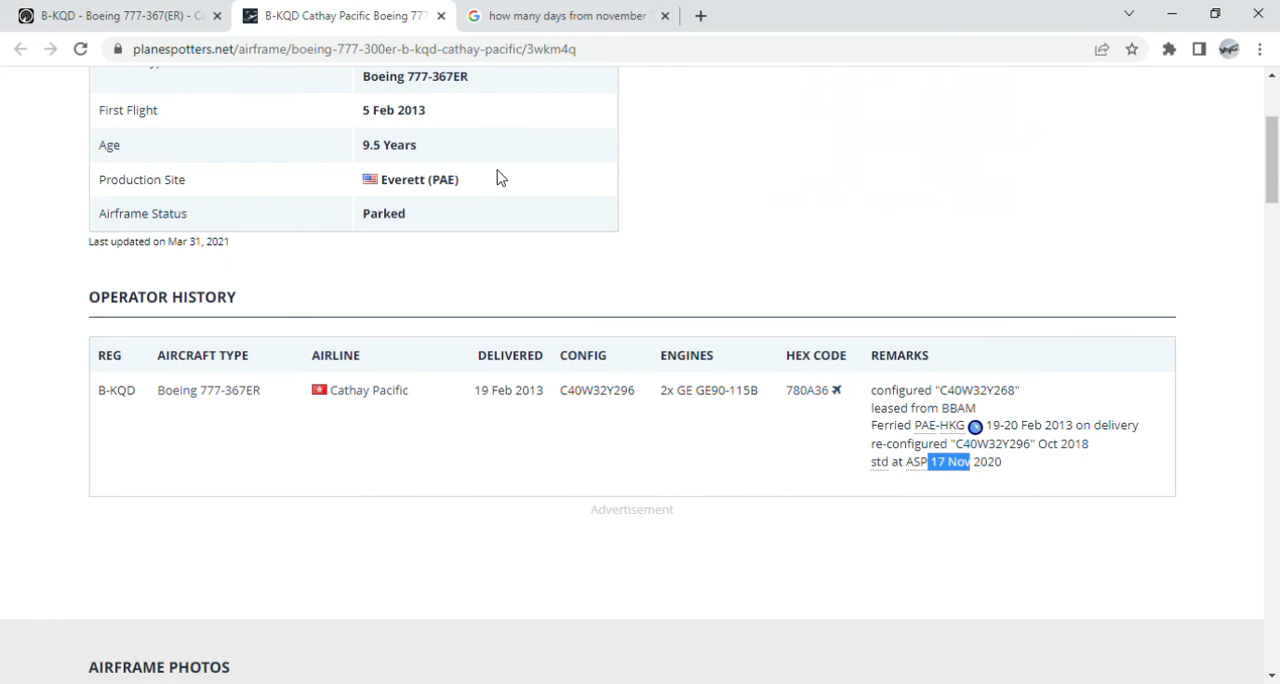 B-KQD - Boeing 777-367(ER) - C
B-KQD Cathay Pacific Boeing 777
how many days from november
planespotters.net/airframe/boeing-777-300er-b-kqd-cathay-pacific/3wkm4q
Boeing 777-367ER
First Flight 5 Feb 2013
Age 9.5 Years
Production Site Everett (PAE)
Airframe Status Parked
Last updated on Mar 31, 2021
OPERATOR HISTORY
REG AIRCRAFT TYPE AIRLINE DELIVERED CONFIG ENGINES HEX CODE REMARKS
B-KQD Boeing 777-367ER Cathay Pacific 19 Feb 2013 C40W32Y296 2x GE GE90-115B 780A36 configured "C40W32Y268"
leased from BBAM
Ferried PAE-HKG 19-20 Feb 2013 on delivery
re-configured "C40W32Y296" Oct 2018
std at ASP 17 Nov 2020
Advertisement
AIRFRAME PHOTOS